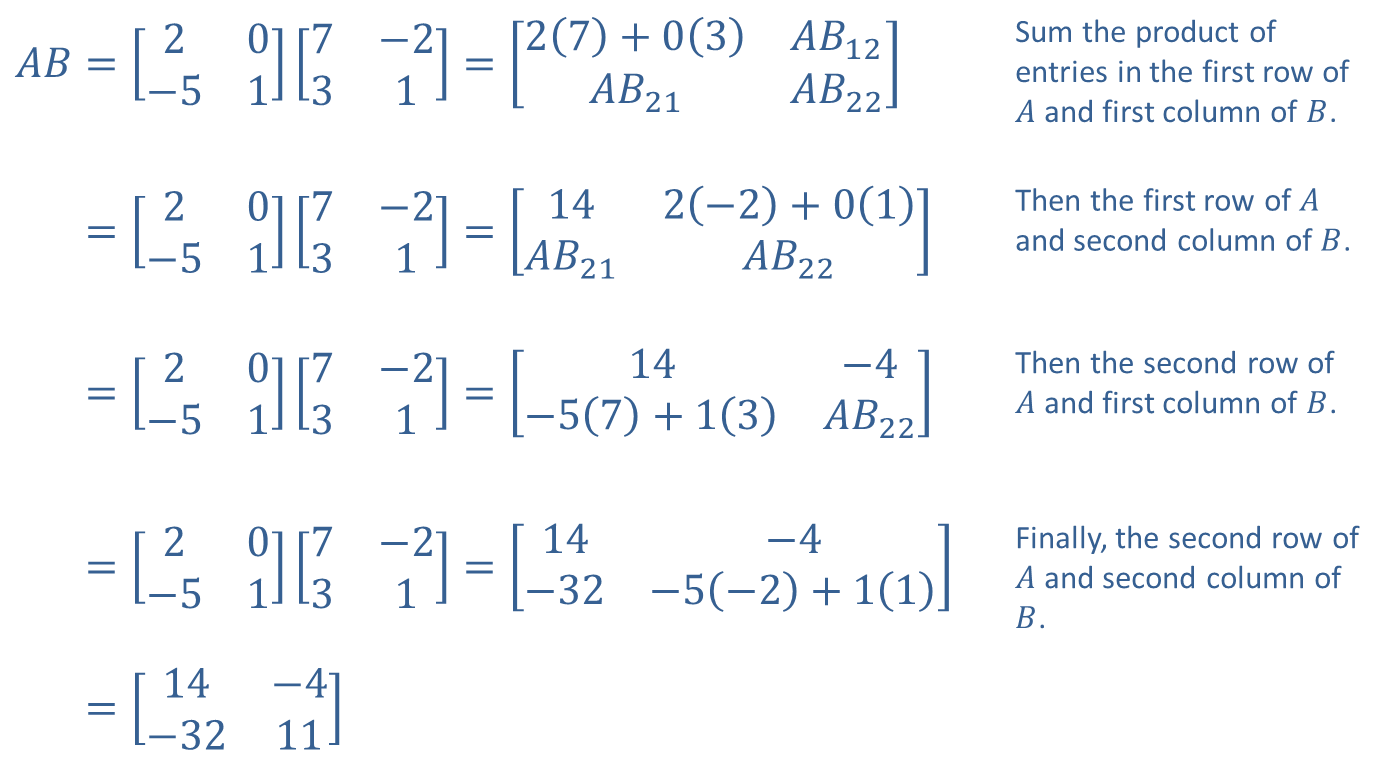 AB = [2 0; −5 1][7 −2; 3 1] = [2(7) + 0(3) AB₁₂; AB₂₁ AB₂₂]
Sum the product of
entries in the first row of
A and first column of B.
= [2 0; −5 1][7 −2; 3 1] = [14 2(−2) + 0(1); AB₂₁ AB₂₂]
Then the first row of A
and second column of B.
= [2 0; −5 1][7 −2; 3 1] = [14 −4; −5(7) + 1(3) AB₂₂]
Then the second row of
A and first column of B.
= [2 0; −5 1][7 −2; 3 1] = [14 −4; −32 −5(−2) + 1(1)]
Finally, the second row of
A and second column of
B.
= [14 −4; −32 11]